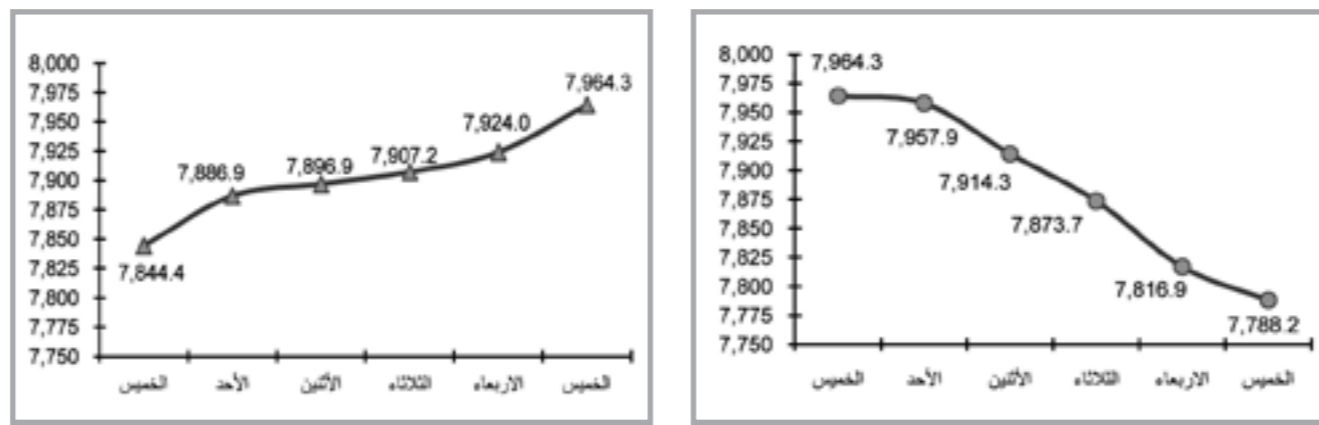 8,000
7,975
7,950
7,925
7,900
7,875
7,850
7,825
7,800
7,775
7,750
7,844.4
7,886.9
7,896.9
7,907.2
7,924.0
7,964.3
الخميس
الأحد
الأثنين
الثلاثاء
الاربعاء
الخميس
8,000
7,975
7,950
7,925
7,900
7,875
7,850
7,825
7,800
7,775
7,750
7,964.3
7,957.9
7,914.3
7,873.7
7,816.9
7,788.2
الخميس
الأحد
الأثنين
الثلاثاء
الاربعاء
الخميس